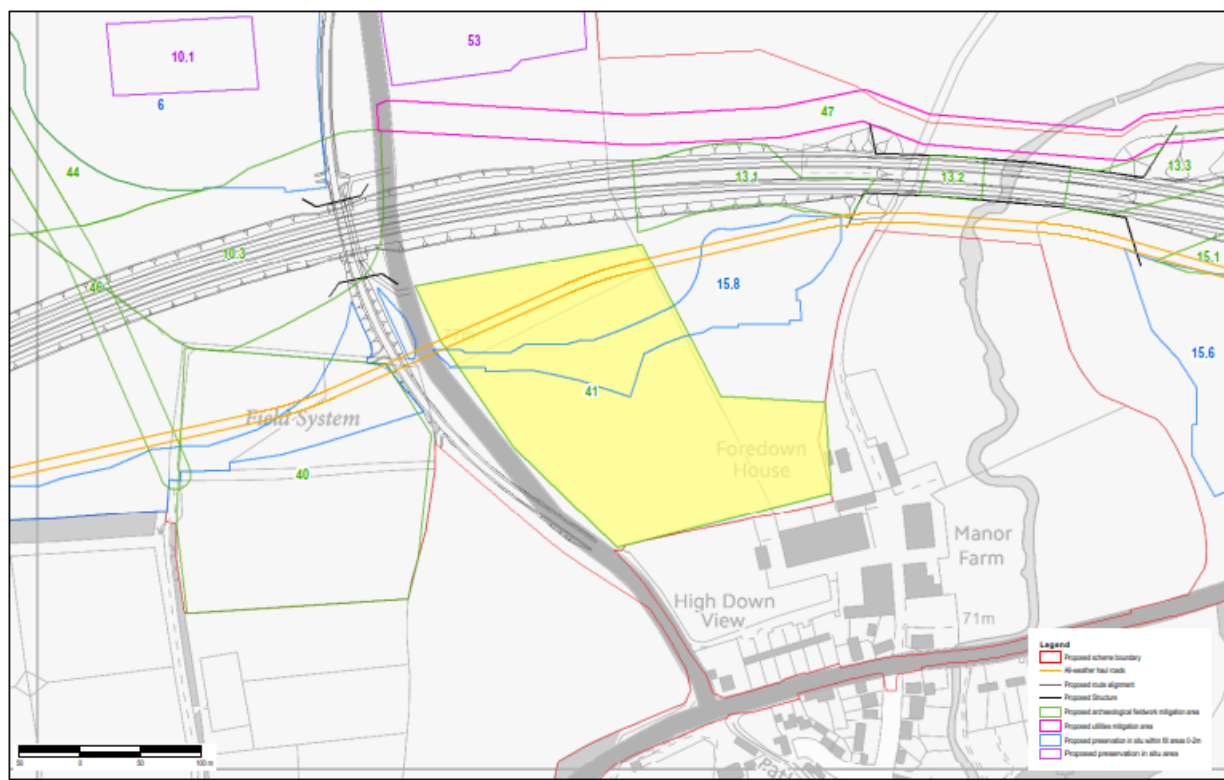 53
10.1
6
47
44
13.1
13.2
13.3
10.3
15.1
46
15.8
77m
15.6
41
Field System
Foredown
House
40
Manor
Farm
High Down
View
71m
Legend
Proposed scheme boundary
All-weather haul roads
Proposed route alignment
Proposed Structure
Proposed archaeological fieldwork mitigation area
Proposed utilities mitigation area
Proposed preservation in situ within fill areas 0-2m
Proposed preservation in situ area
50 0 50 100 m